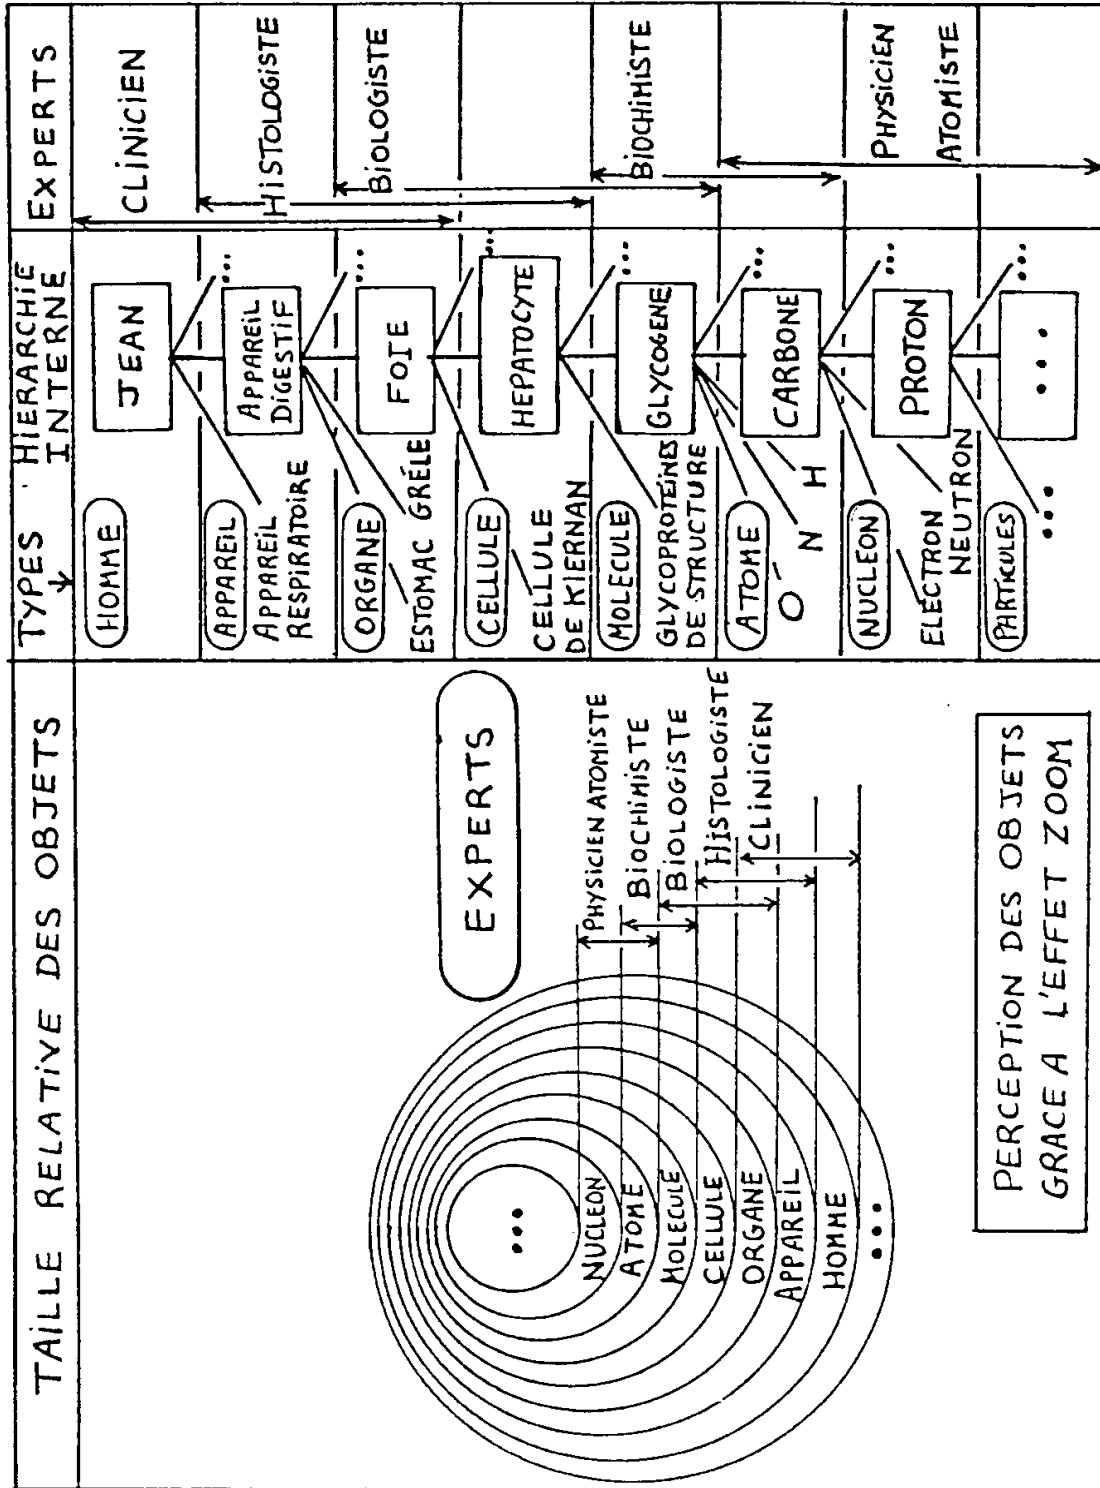 TAILLE RELATIVE DES OBJETS
EXPERTS
PHYSICIEN ATOMISTE
BIOCHIMISTE
BIOLOGISTE
HISTOLOGISTE
CLINICIEN
...
NUCLEON
ATOME
MOLECULE
CELLULE
ORGANE
APPAREIL
HOMME
...
PERCEPTION DES OBJETS
GRACE A L'EFFET ZOOM
TYPES
HIERARCHIE
INTERNE
EXPERTS
HOMME
JEAN
CLINICIEN
APPAREIL
APPAREIL
RESPIRATOIRE
APPAREIL
DIGESTIF
...
HISTOLOGISTE
ORGANE
ESTOMAC GRÉLE
FOIE
...
BIOLOGISTE
CELLULE
CELLULE
DE KIERNAN
HEPATOCYTE
...
MOLÉCULE
GLYCOPROTEINES
DE STRUCTURE
GLYCOGENE
...
BIOCHIMISTE
ATOME
O N H
CARBONE
...
NUCLEON
ELECTRON
NEUTRON
PROTON
...
PHYSICIEN
ATOMISTE
PARTICULES
...
...
...